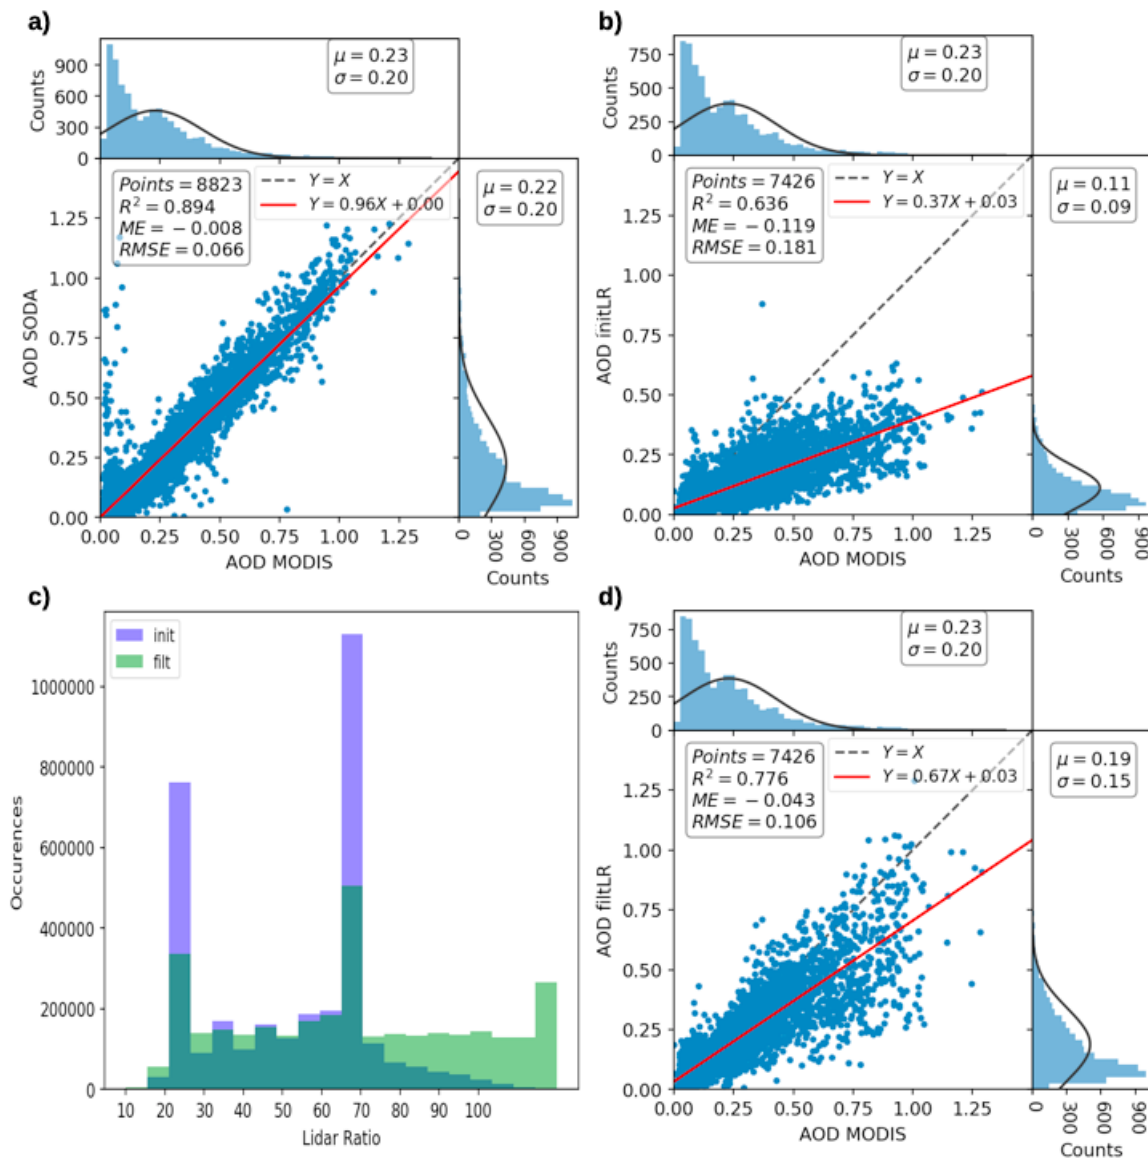 a)
μ = 0.23
σ = 0.20
900
600
300
0
Counts
Points = 8823
R² = 0.894
ME = −0.008
RMSE = 0.066
Y = X
Y = 0.96X + 0.00
μ = 0.22
σ = 0.20
1.25
1.00
0.75
0.50
0.25
0.00
AOD SODA
0.00 0.25 0.50 0.75 1.00 1.25
AOD MODIS
0 300 600 900
Counts
b)
μ = 0.23
σ = 0.20
750
500
250
0
Counts
Points = 7426
R² = 0.636
ME = −0.119
RMSE = 0.181
Y = X
Y = 0.37X + 0.03
μ = 0.11
σ = 0.09
1.25
1.00
0.75
0.50
0.25
0.00
AOD initLR
0.00 0.25 0.50 0.75 1.00 1.25
AOD MODIS
0 300 600 900
Counts
c)
init
filt
1000000
800000
600000
400000
200000
0
Occurences
10 20 30 40 50 60 70 80 90 100
Lidar Ratio
d)
μ = 0.23
σ = 0.20
750
500
250
0
Counts
Points = 7426
R² = 0.776
ME = −0.043
RMSE = 0.106
Y = X
Y = 0.67X + 0.03
μ = 0.19
σ = 0.15
1.25
1.00
0.75
0.50
0.25
0.00
AOD filtLR
0.00 0.25 0.50 0.75 1.00 1.25
AOD MODIS
0 300 600 900
Counts